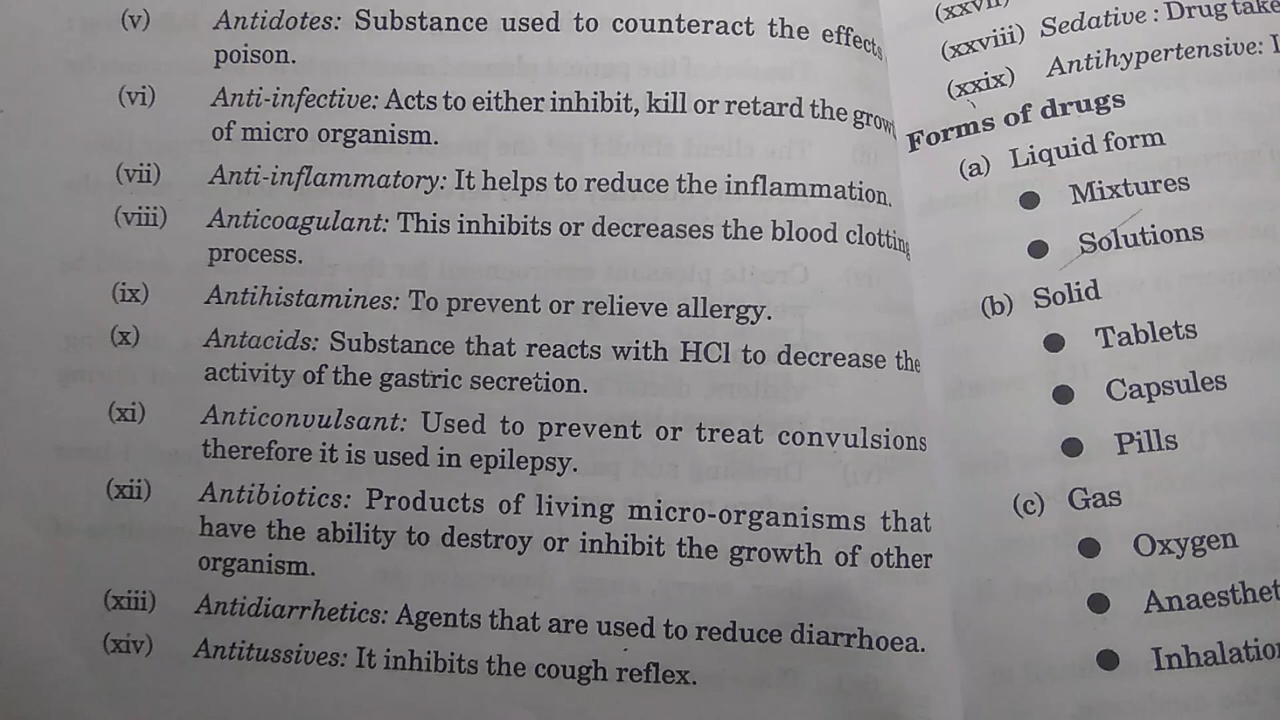 (v) Antidotes: Substance used to counteract the effects
poison.
(vi) Anti-infective: Acts to either inhibit, kill or retard the
of micro organism.
(vii) Anti-inflammatory: It helps to reduce the inflammation.
(viii) Anticoagulant: This inhibits or decreases the blood clotting
process.
(ix) Antihistamines: To prevent or relieve allergy.
(x) Antacids: Substance that reacts with HCl to decrease the
activity of the gastric secretion.
(xi) Anticonvulsant: Used to prevent or treat convulsions
therefore it is used in epilepsy.
(xii) Antibiotics: Products of living micro-organisms that
have the ability to destroy or inhibit the growth of other
organism.
(xiii) Antidiarrhetics: Agents that are used to reduce diarrhoea.
(xiv) Antitussives: It inhibits the cough reflex.
(xxviii) Sedative : Drug take
(xxix) Antihypertensive:
Forms of drugs
(a) Liquid form
● Mixtures
● Solutions
(b) Solid
● Tablets
● Capsules
● Pills
(c) Gas
● Oxygen
● Anaesthet
● Inhalation